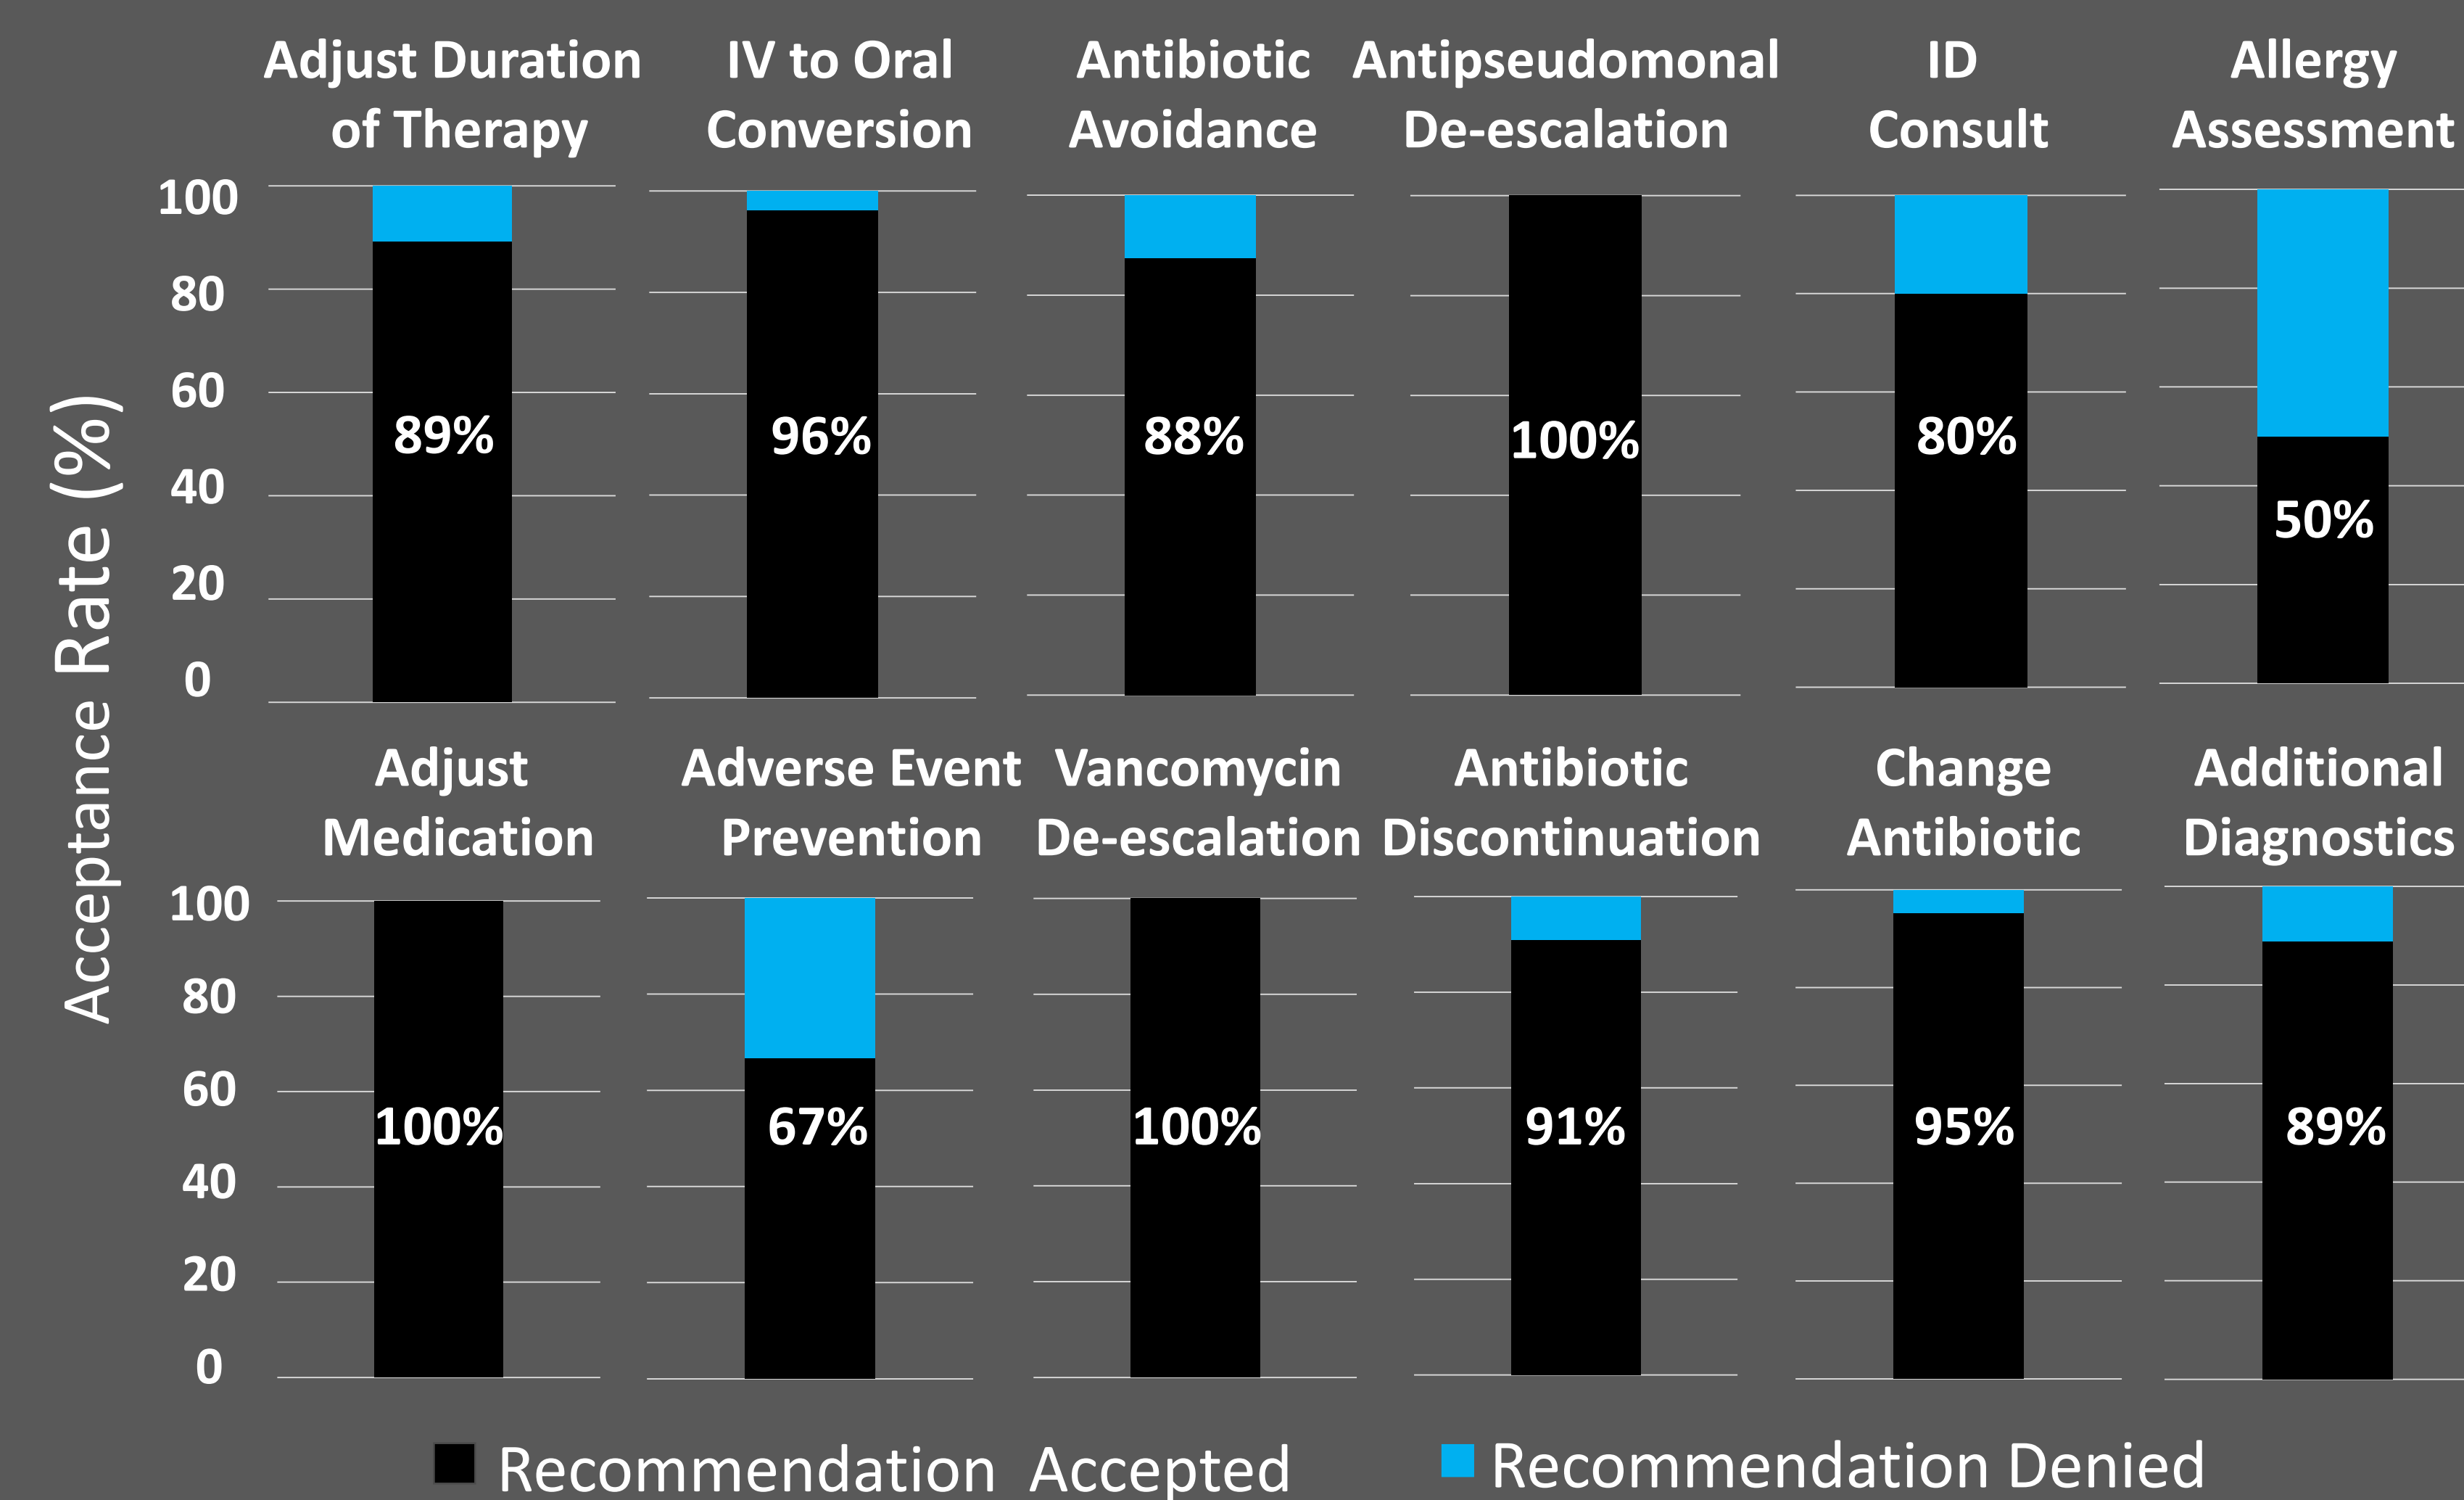 Adjust Duration
of Therapy
IV to Oral
Conversion
Antibiotic
Avoidance
Antipseudomonal
De-escalation
ID
Consult
Allergy
Assessment
Acceptance Rate (%)
100
80
60
40
20
0
89%
96%
88%
100%
80%
50%
Adjust
Medication
Adverse Event
Prevention
Vancomycin
De-escalation
Antibiotic
Discontinuation
Change
Antibiotic
Additional
Diagnostics
100
80
60
40
20
0
100%
67%
100%
91%
95%
89%
Recommendation Accepted
Recommendation Denied